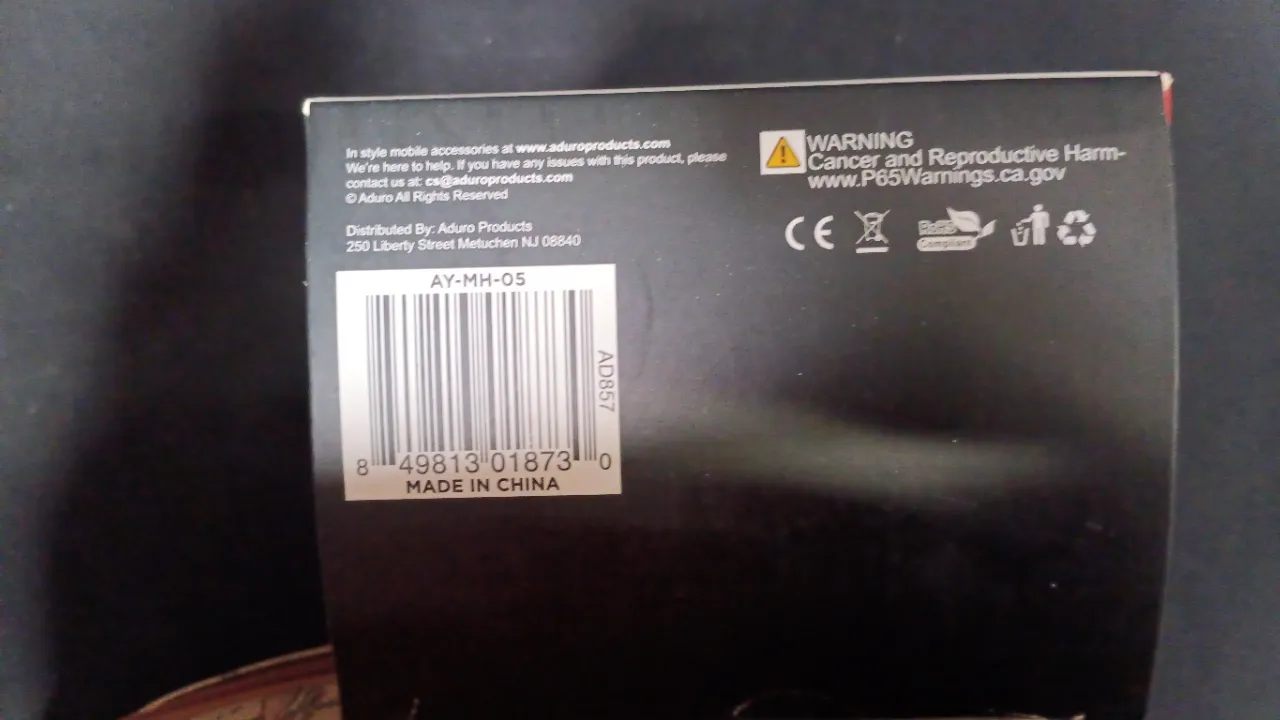 In style mobile accessories at www.aduroproducts.com
We're here to help. If you have any issues with this product, please
contact us at: cs@aduroproducts.com
© Aduro All Rights Reserved
Distributed By: Aduro Products
250 Liberty Street Metuchen NJ 08840
WARNING
Cancer and Reproductive Harm-
www.P65Warnings.ca.gov
CE
RoHS
Compliant
AY-MH-05
AD857
8 49813 01873 0
MADE IN CHINA